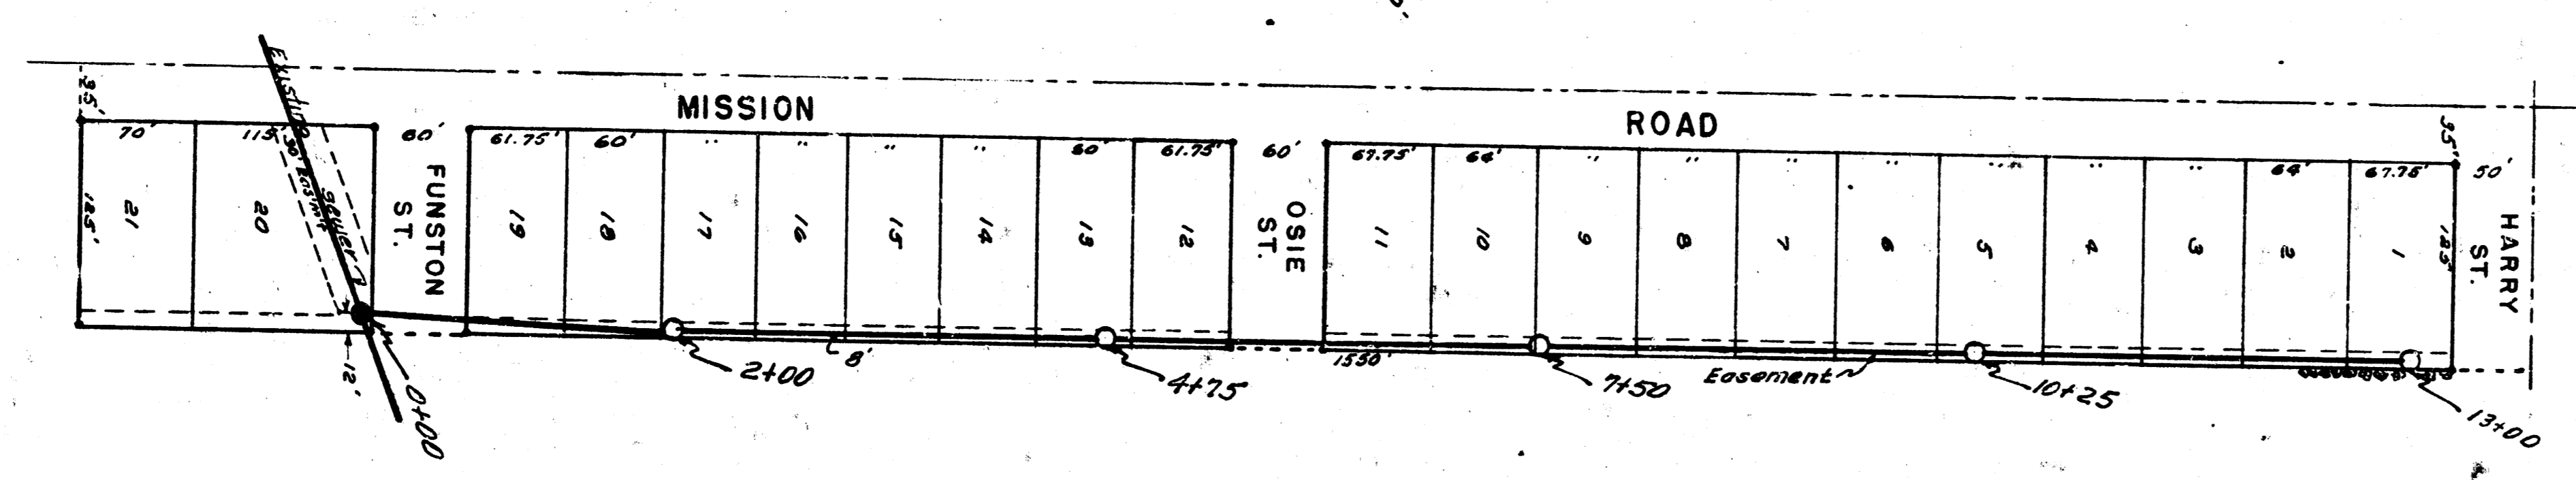 MISSION ROAD
35'
70' 115' 60' 61.75' 60' " " " " 60' 61.75' 60' 67.75' 64' " " " " " " " 64' 67.75' 35' 50'
Existing
30' Easm't
Sewer
125' 21 20 FUNSTON ST. 19 18 17 16 15 14 13 12 OSIE ST. 11 10 9 8 7 6 5 4 3 2 1 125' HARRY ST.
12' 8' 1550' Easement
0+00 2+00 4+75 7+50 10+25 13+00